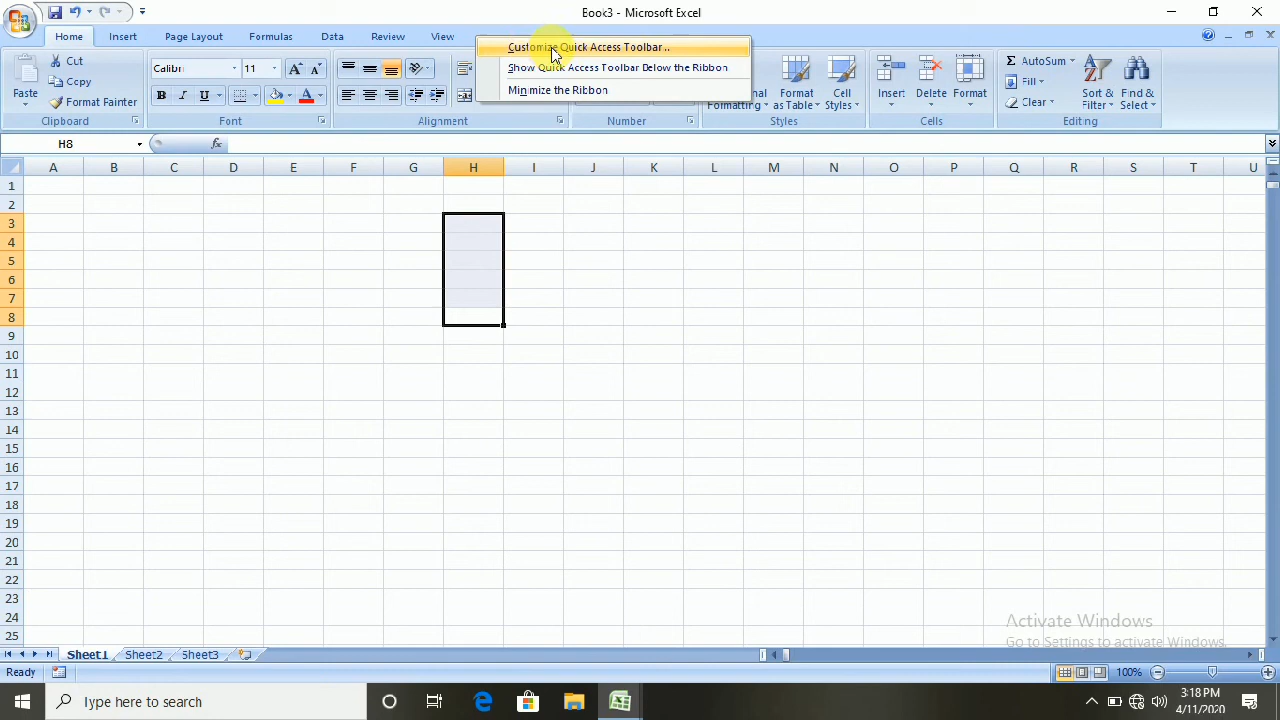 Book3 - Microsoft Excel
Home Insert Page Layout Formulas Data Review View
Customize Quick Access Toolbar...
Show Quick Access Toolbar Below the Ribbon
Minimize the Ribbon
Paste
Cut
Copy
Format Painter
Clipboard
Calibri 11
B I U
Font
Alignment
Number
Format as Table
Cell Styles
Styles
Insert Delete Format
Cells
Σ AutoSum
Fill
Clear
Sort & Filter
Find & Select
Editing
H8 fx
A B C D E F G H I J K L M N O P Q R S T U
1
2
3
4
5
6
7
8
9
10
11
12
13
14
15
16
17
18
19
20
21
22
23
24
25
Activate Windows
Go to Settings to activate Windows.
Sheet1 Sheet2 Sheet3
Ready 100%
Type here to search
3:18 PM
4/11/2020